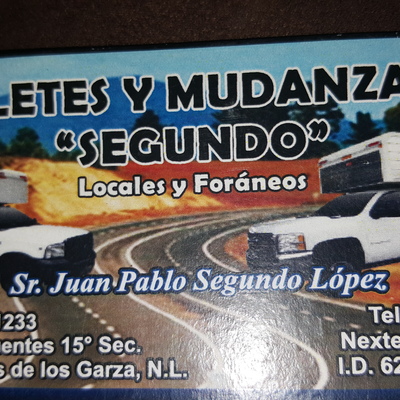 LETES Y MUDANZA
"SEGUNDO"
Locales y Foráneos
Sr. Juan Pablo Segundo López
1233
uentes 15° Sec.
s de los Garza, N.L.
Tel
Nexte
I.D. 62